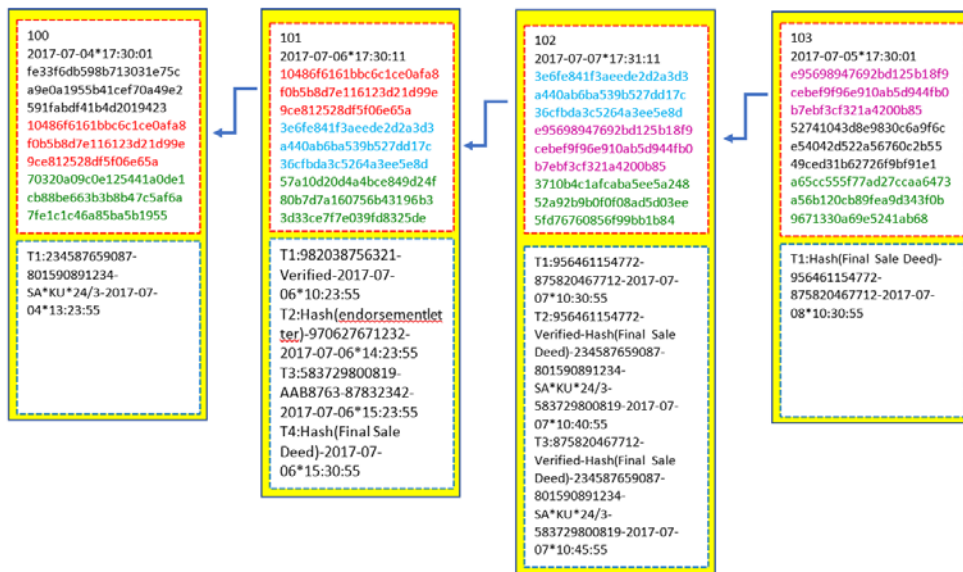 100
2017-07-04*17:30:01
fe33f6db598b713031e75c
a9e0a1955b41cef70a49e2
591fabdf41b4d2019423
10486f6161bbc6c1ce0afa8
f0b5b8d7e116123d21d99e
9ce812528df5f06e65a
70320a09c0e125441a0de1
cb88be663b3b8b47c5af6a
7fe1c1c46a85ba5b1955
T1:234587659087-
801590891234-
SA*KU*24/3-2017-07-
04*13:23:55
101
2017-07-06*17:30:11
10486f6161bbc6c1ce0afa8
f0b5b8d7e116123d21d99e
9ce812528df5f06e65a
3e6fe841f3aeede2d2a3d3
a440ab6ba539b527dd17c
36cfbda3c5264a3ee5e8d
57a10d20d4a4bce849d24f
80b7d7a160756b43196b3
3d33ce7f7e039fd8325de
T1:982038756321-
Verified-2017-07-
06*10:23:55
T2:Hash(endorsementlet
ter)-970627671232-
2017-07-06*14:23:55
T3:583729800819-
AAB8763-87832342-
2017-07-06*15:23:55
T4:Hash(Final Sale
Deed)-2017-07-
06*15:30:55
102
2017-07-07*17:31:11
3e6fe841f3aeede2d2a3d3
a440ab6ba539b527dd17c
36cfbda3c5264a3ee5e8d
e95698947692bd125b18f9
cebef9f96e910ab5d944fb0
b7ebf3cf321a4200b85
3710b4c1afcaba5ee5a248
52a92b9b0f0f08ad5d03ee
5fd76760856f99bb1b84
T1:956461154772-
875820467712-2017-07-
07*10:30:55
T2:956461154772-
Verified-Hash(Final Sale
Deed)-234587659087-
801590891234-
SA*KU*24/3-
583729800819-2017-07-
07*10:40:55
T3:875820467712-
Verified-Hash(Final Sale
Deed)-234587659087-
801590891234-
SA*KU*24/3-
583729800819-2017-07-
07*10:45:55
103
2017-07-05*17:30:01
e95698947692bd125b18f9
cebef9f96e910ab5d944fb0
b7ebf3cf321a4200b85
52741043d8e9830c6a9f6c
ce54042d522a56760c2b55
49ced31b62726f9bf91e1
a65cc555f77ad27ccaa6473
a56b120cb89fea9d343f0b
9671330a69e5241ab68
T1:Hash(Final Sale Deed)-
956461154772-
875820467712-2017-07-
08*10:30:55